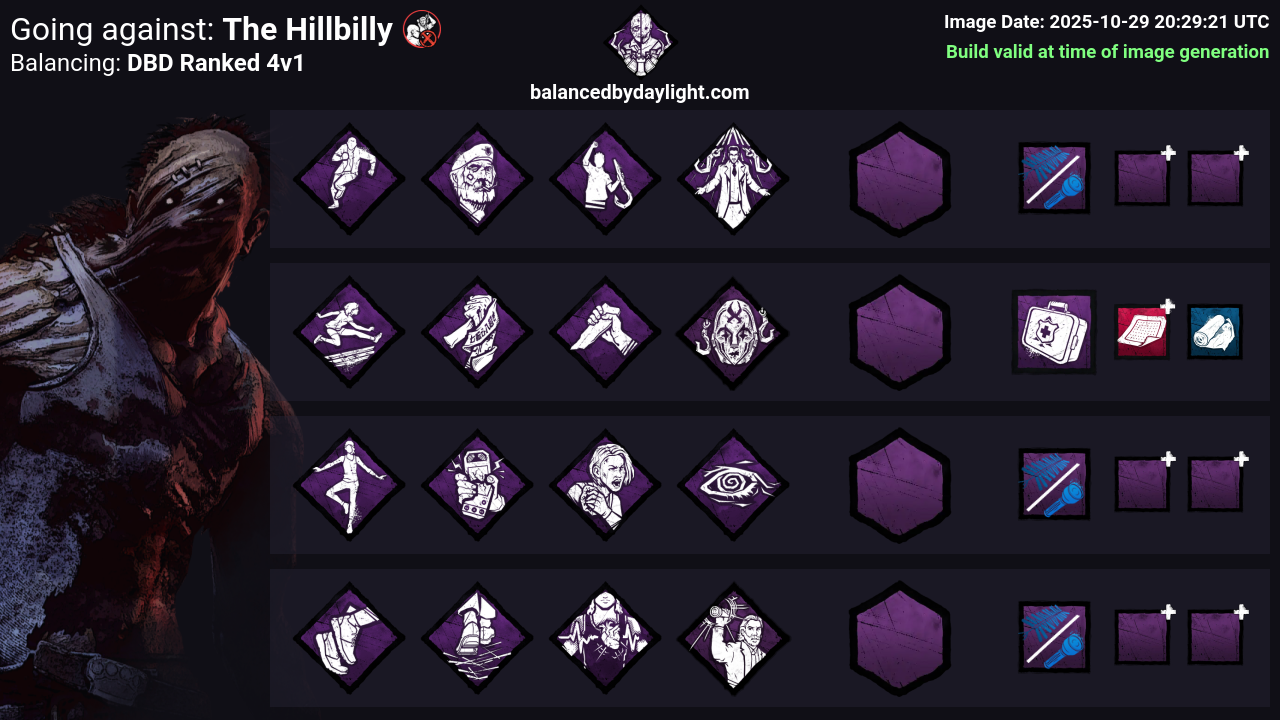 Going against: The Hillbilly
Balancing: DBD Ranked 4v1
balancedbydaylight.com
Image Date: 2025-10-29 20:29:21 UTC
Build valid at time of image generation